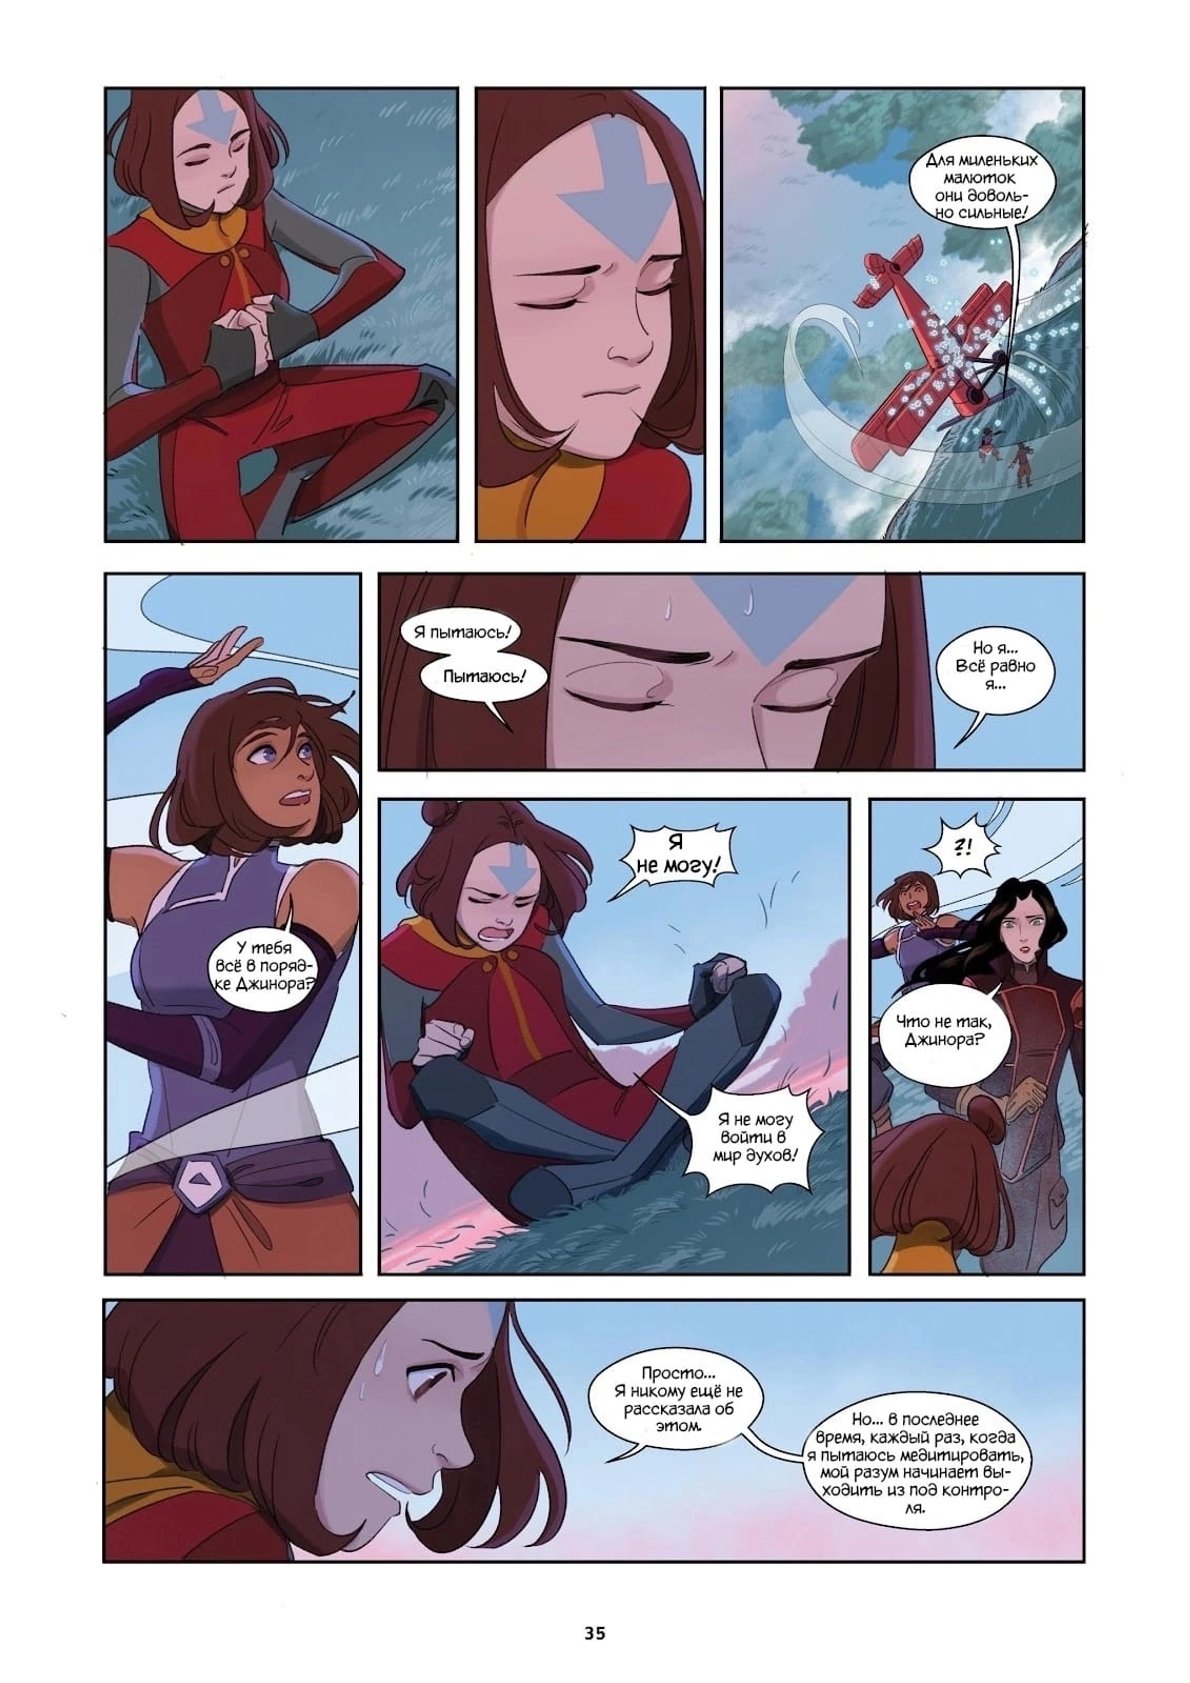 Для миленьких
малюток
они доволь-
но сильные!
Я пытаюсь!
Пытаюсь!
Но я...
Всё равно
я...
У тебя
всё в поряд-
ке Джинора?
Я
не могу!
Я не могу
войти в
мир духов!
?!
Что не так,
Джинора?
Просто...
Я никому ещё не
рассказала об
этом.
Но... в последнее
время, каждый раз, когда
я пытаюсь медитировать,
мой разум начинает вы-
ходить из под контро-
ля.
35